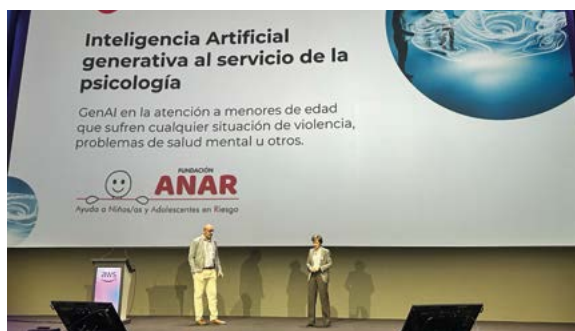 Inteligencia Artificial
generativa al servicio de la
psicología
GenAI en la atención a menores de edad
que sufren cualquier situación de violencia,
problemas de salud mental u otros.
FUNDACIÓN
ANAR
Ayuda a Niños/as y Adolescentes en Riesgo
aws